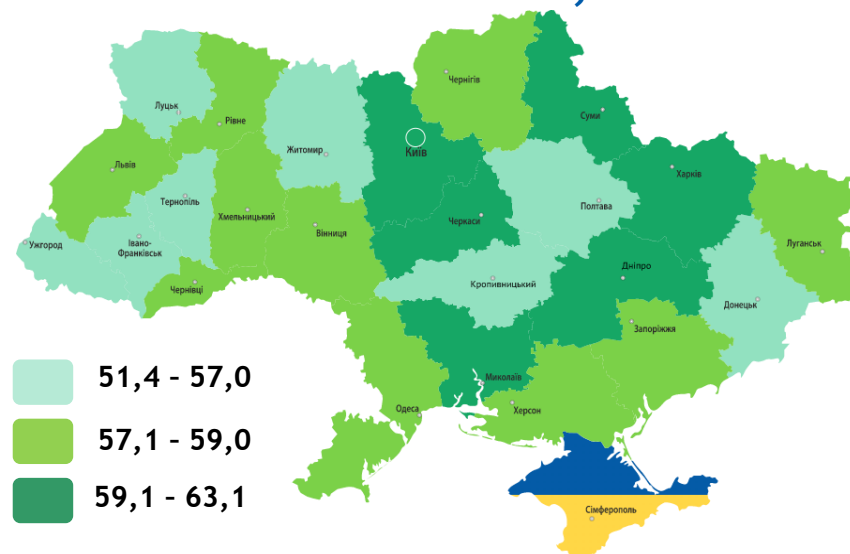 Чернігів
Луцьк
Суми
Рівне
Київ
Житомир
Львів
Харків
Тернопіль
Полтава
Хмельницький
Черкаси
Вінниця
Ужгород
Івано-
Франківськ
Луганськ
Дніпро
Кропивницький
Чернівці
Донецьк
Запоріжжя
Миколаїв
Одеса
Херсон
Сімферополь
51,4 - 57,0
57,1 - 59,0
59,1 - 63,1